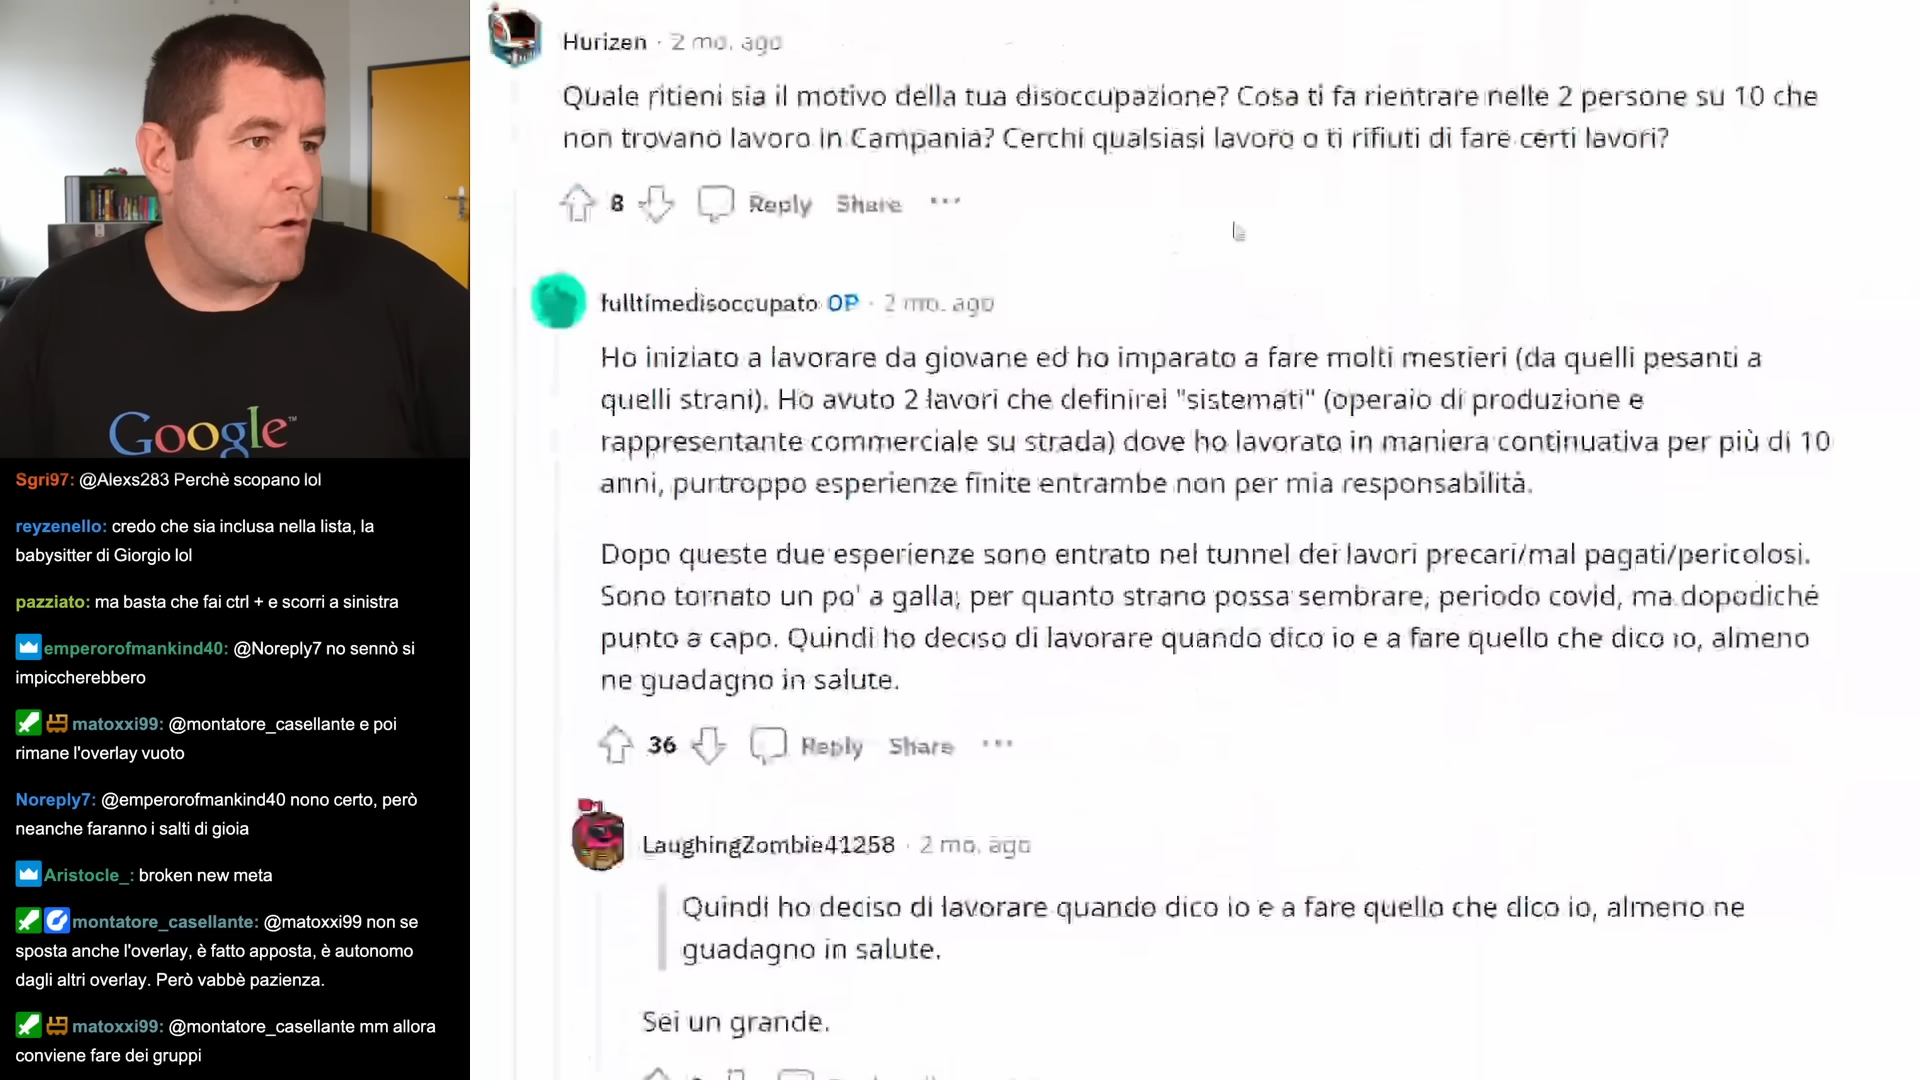 Google™
Sgri97: @Alexs283 Perchè scopano lol
reyzenello: credo che sia inclusa nella lista, la
babysitter di Giorgio lol
pazziato: ma basta che fai ctrl + e scorri a sinistra
emperorofmankind40: @Noreply7 no sennò si
impiccherebbero
matoxxi99: @montatore_casellante e poi
rimane l'overlay vuoto
Noreply7: @emperorofmankind40 nono certo, però
neanche faranno i salti di gioia
Aristocle_: broken new meta
montatore_casellante: @matoxxi99 non se
sposta anche l'overlay, è fatto apposta, è autonomo
dagli altri overlay. Però vabbè pazienza.
matoxxi99: @montatore_casellante mm allora
conviene fare dei gruppi
Hurizen · 2 mo. ago
Quale ritieni sia il motivo della tua disoccupazione? Cosa ti fa rientrare nelle 2 persone su 10 che
non trovano lavoro in Campania? Cerchi qualsiasi lavoro o ti rifiuti di fare certi lavori?
8 Reply Share ···
fulltimedisoccupato OP · 2 mo. ago
Ho iniziato a lavorare da giovane ed ho imparato a fare molti mestieri (da quelli pesanti a
quelli strani). Ho avuto 2 lavori che definirei "sistemati" (operaio di produzione e
rappresentante commerciale su strada) dove ho lavorato in maniera continuativa per più di 10
anni, purtroppo esperienze finite entrambe non per mia responsabilità.
Dopo queste due esperienze sono entrato nel tunnel dei lavori precari/mal pagati/pericolosi.
Sono tornato un po' a galla, per quanto strano possa sembrare, periodo covid, ma dopodiché
punto a capo. Quindi ho deciso di lavorare quando dico io e a fare quello che dico io, almeno
ne guadagno in salute.
36 Reply Share ···
LaughingZombie41258 · 2 mo. ago
Quindi ho deciso di lavorare quando dico io e a fare quello che dico io, almeno ne
guadagno in salute.
Sei un grande.